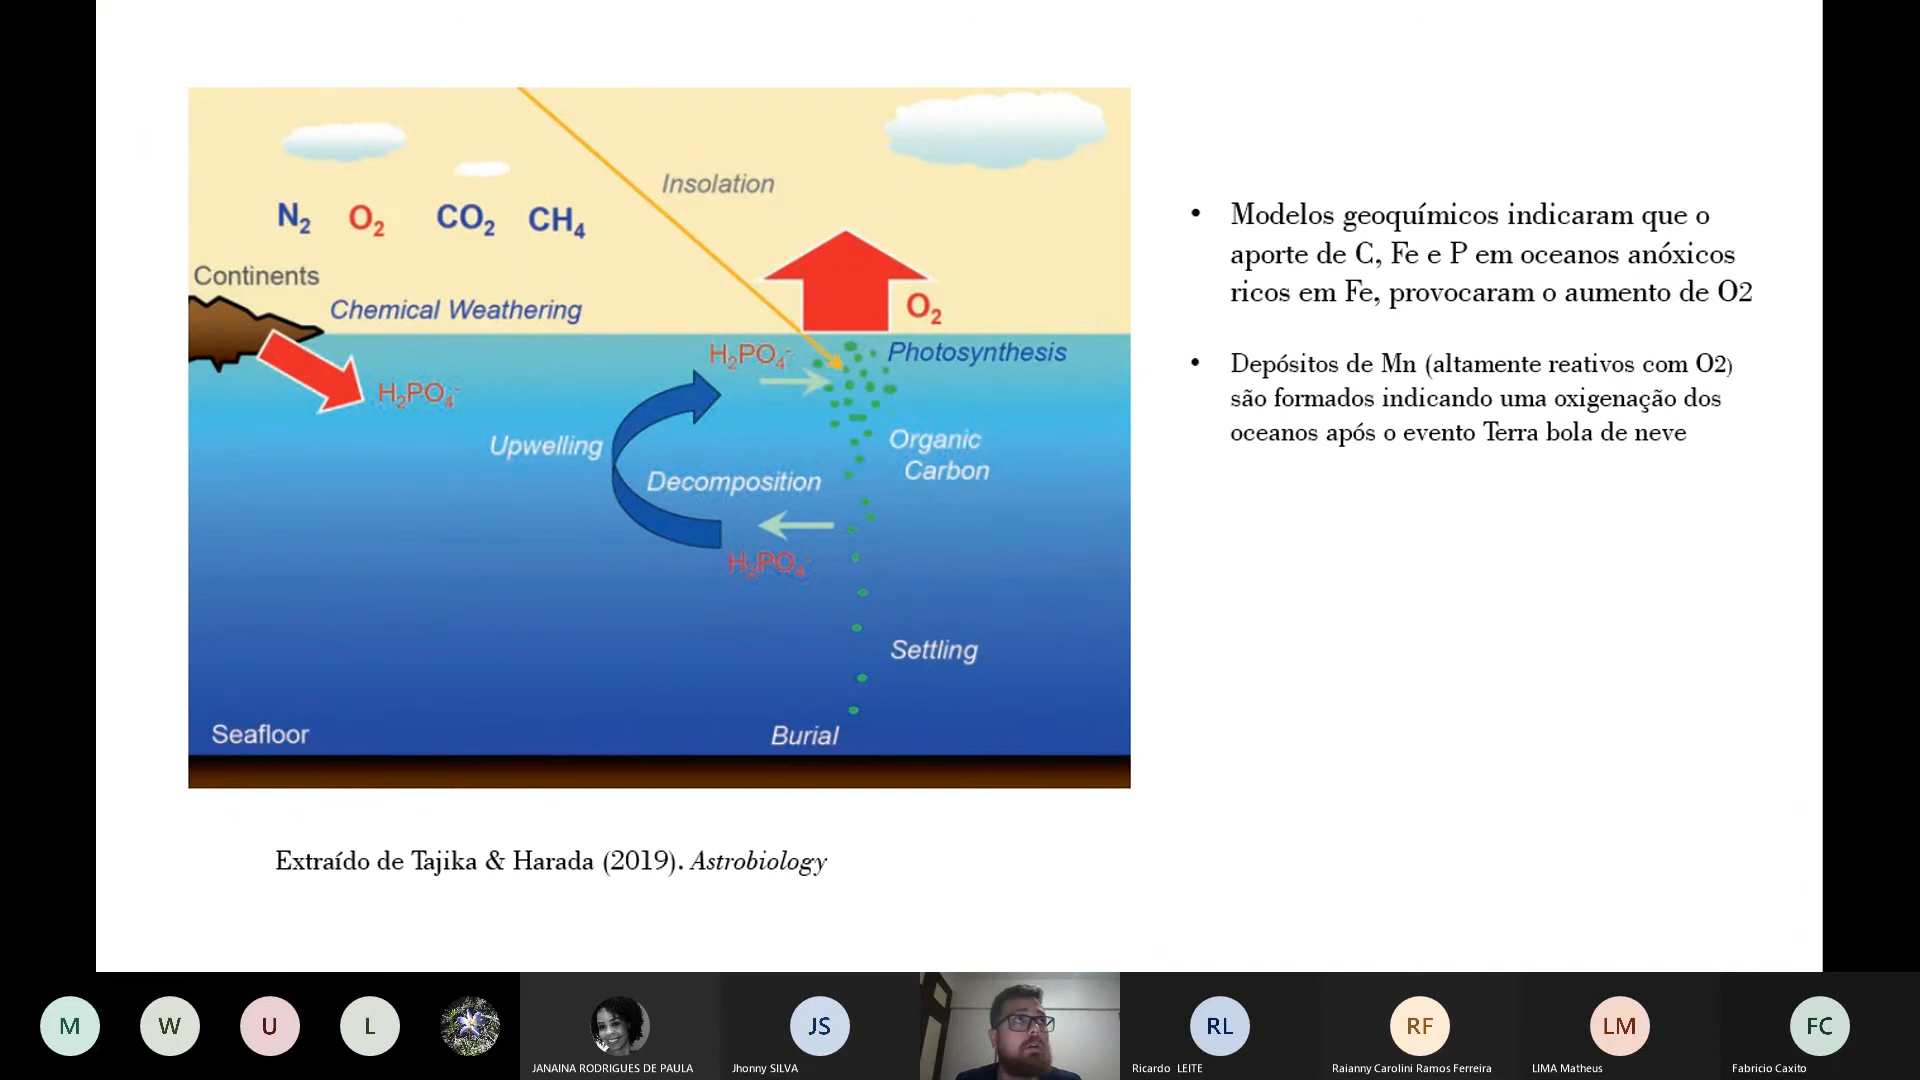 Insolation
N₂ O₂ CO₂ CH₄
Continents
Chemical Weathering
O₂
H₂PO₄⁻
Photosynthesis
H₂PO₄⁻
Upwelling
Organic
Carbon
Decomposition
H₂PO₄⁻
Settling
Seafloor
Burial
• Modelos geoquímicos indicaram que o
aporte de C, Fe e P em oceanos anóxicos
ricos em Fe, provocaram o aumento de O2
• Depósitos de Mn (altamente reativos com O2)
são formados indicando uma oxigenação dos
oceanos após o evento Terra bola de neve
Extraído de Tajika & Harada (2019). Astrobiology
M W U L JS RL RF LM FC
JANAINA RODRIGUES DE PAULA
Jhonny SILVA
Ricardo LEITE
Raianny Carolini Ramos Ferreira
LIMA Matheus
Fabricio Caxito